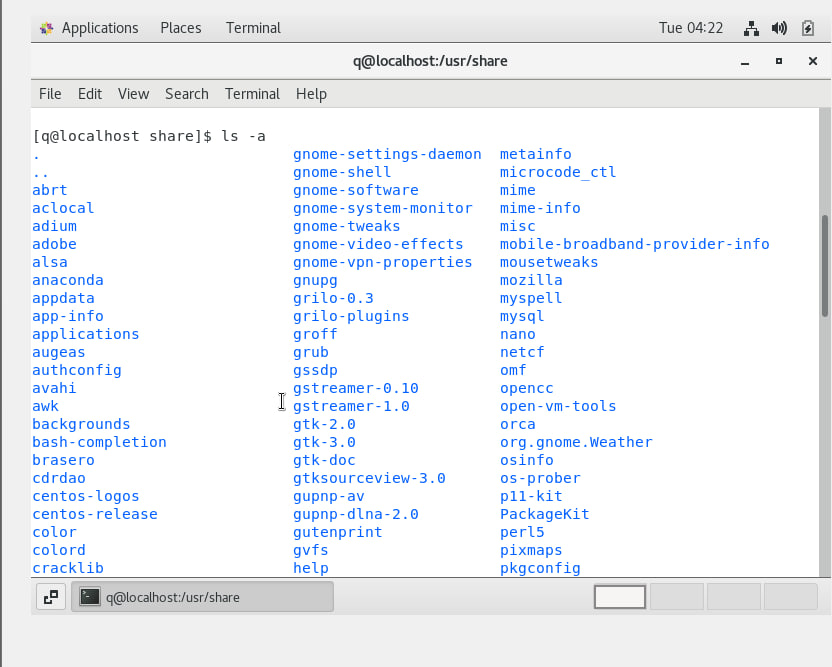 Applications Places Terminal Tue 04:22
q@localhost:/usr/share
File Edit View Search Terminal Help
[q@localhost share]$ ls -a
. gnome-settings-daemon metainfo
.. gnome-shell microcode_ctl
abrt gnome-software mime
aclocal gnome-system-monitor mime-info
adium gnome-tweaks misc
adobe gnome-video-effects mobile-broadband-provider-info
alsa gnome-vpn-properties mousetweaks
anaconda gnupg mozilla
appdata grilo-0.3 myspell
app-info grilo-plugins mysql
applications groff nano
augeas grub netcf
authconfig gssdp omf
avahi gstreamer-0.10 opencc
awk gstreamer-1.0 open-vm-tools
backgrounds gtk-2.0 orca
bash-completion gtk-3.0 org.gnome.Weather
brasero gtk-doc osinfo
cdrdao gtksourceview-3.0 os-prober
centos-logos gupnp-av p11-kit
centos-release gupnp-dlna-2.0 PackageKit
color gutenprint perl5
colord gvfs pixmaps
cracklib help pkgconfig
q@localhost:/usr/share